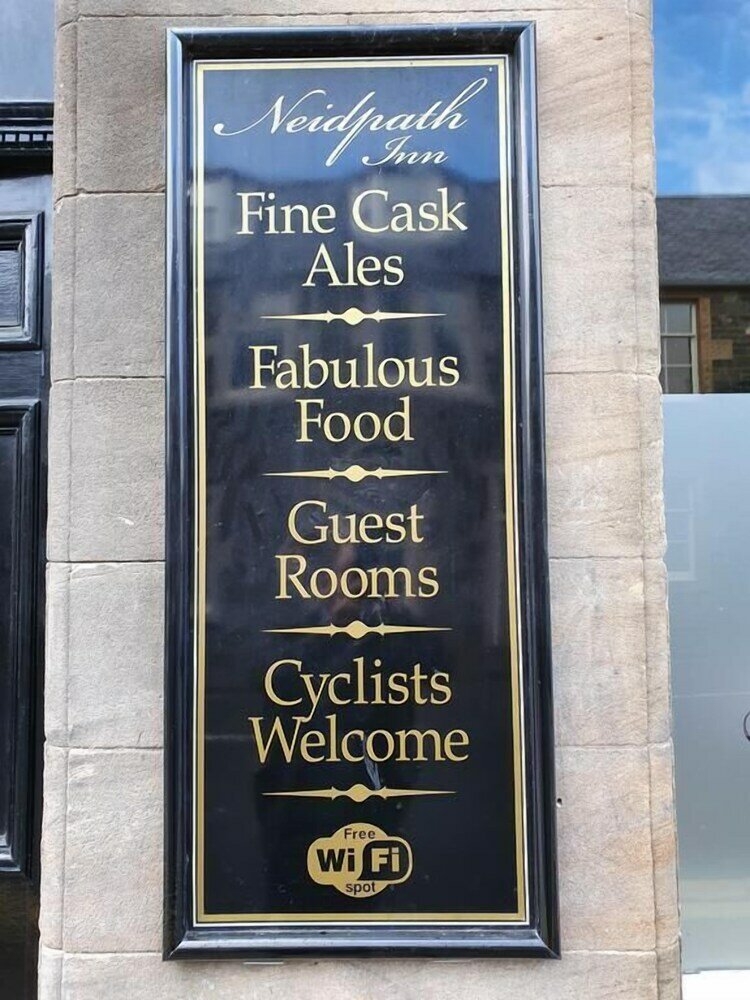 Neidpath
Inn
Fine Cask
Ales
Fabulous
Food
Guest
Rooms
Cyclists
Welcome
Free
Wi Fi
spot